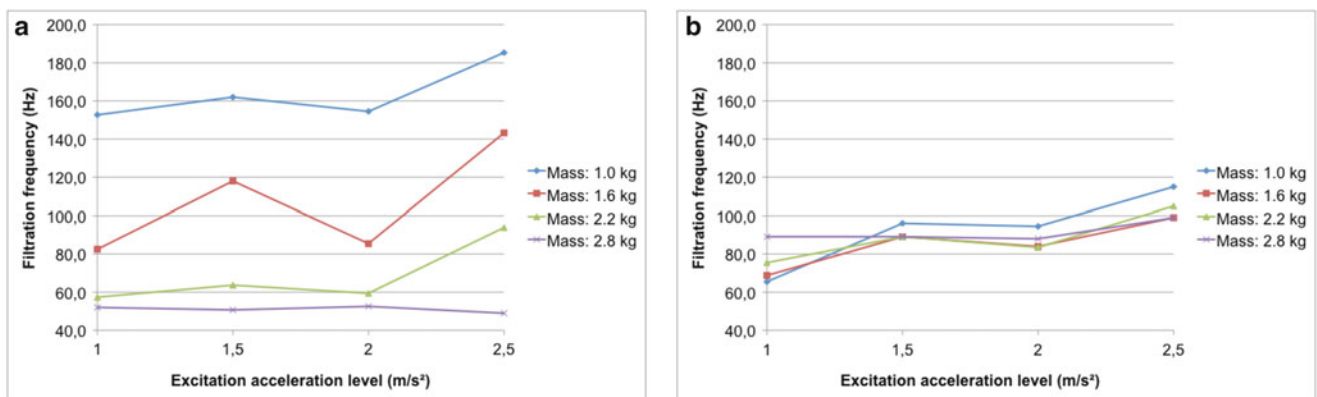 a
200,0
180,0
160,0
140,0
120,0
100,0
80,0
60,0
40,0
Filtration frequency (Hz)
1 1,5 2 2,5
Excitation acceleration level (m/s²)
Mass: 1.0 kg
Mass: 1.6 kg
Mass: 2.2 kg
Mass: 2.8 kg
b
200,0
180,0
160,0
140,0
120,0
100,0
80,0
60,0
40,0
Filtration frequency (Hz)
1 1,5 2 2,5
Excitation acceleration level (m/s²)
Mass: 1.0 kg
Mass: 1.6 kg
Mass: 2.2 kg
Mass: 2.8 kg